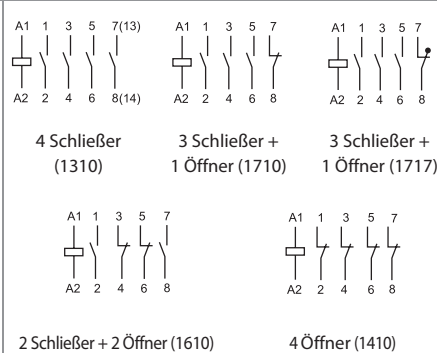 A1 1 3 5 7(13)
A2 2 4 6 8(14)
4 Schließer
(1310)
A1 1 3 5 7
A2 2 4 6 8
3 Schließer +
1 Öffner (1710)
A1 1 3 5 7
A2 2 4 6 8
3 Schließer +
1 Öffner (1717)
A1 1 3 5 7
A2 2 4 6 8
2 Schließer + 2 Öffner (1610)
A1 1 3 5 7
A2 2 4 6 8
4 Öffner (1410)